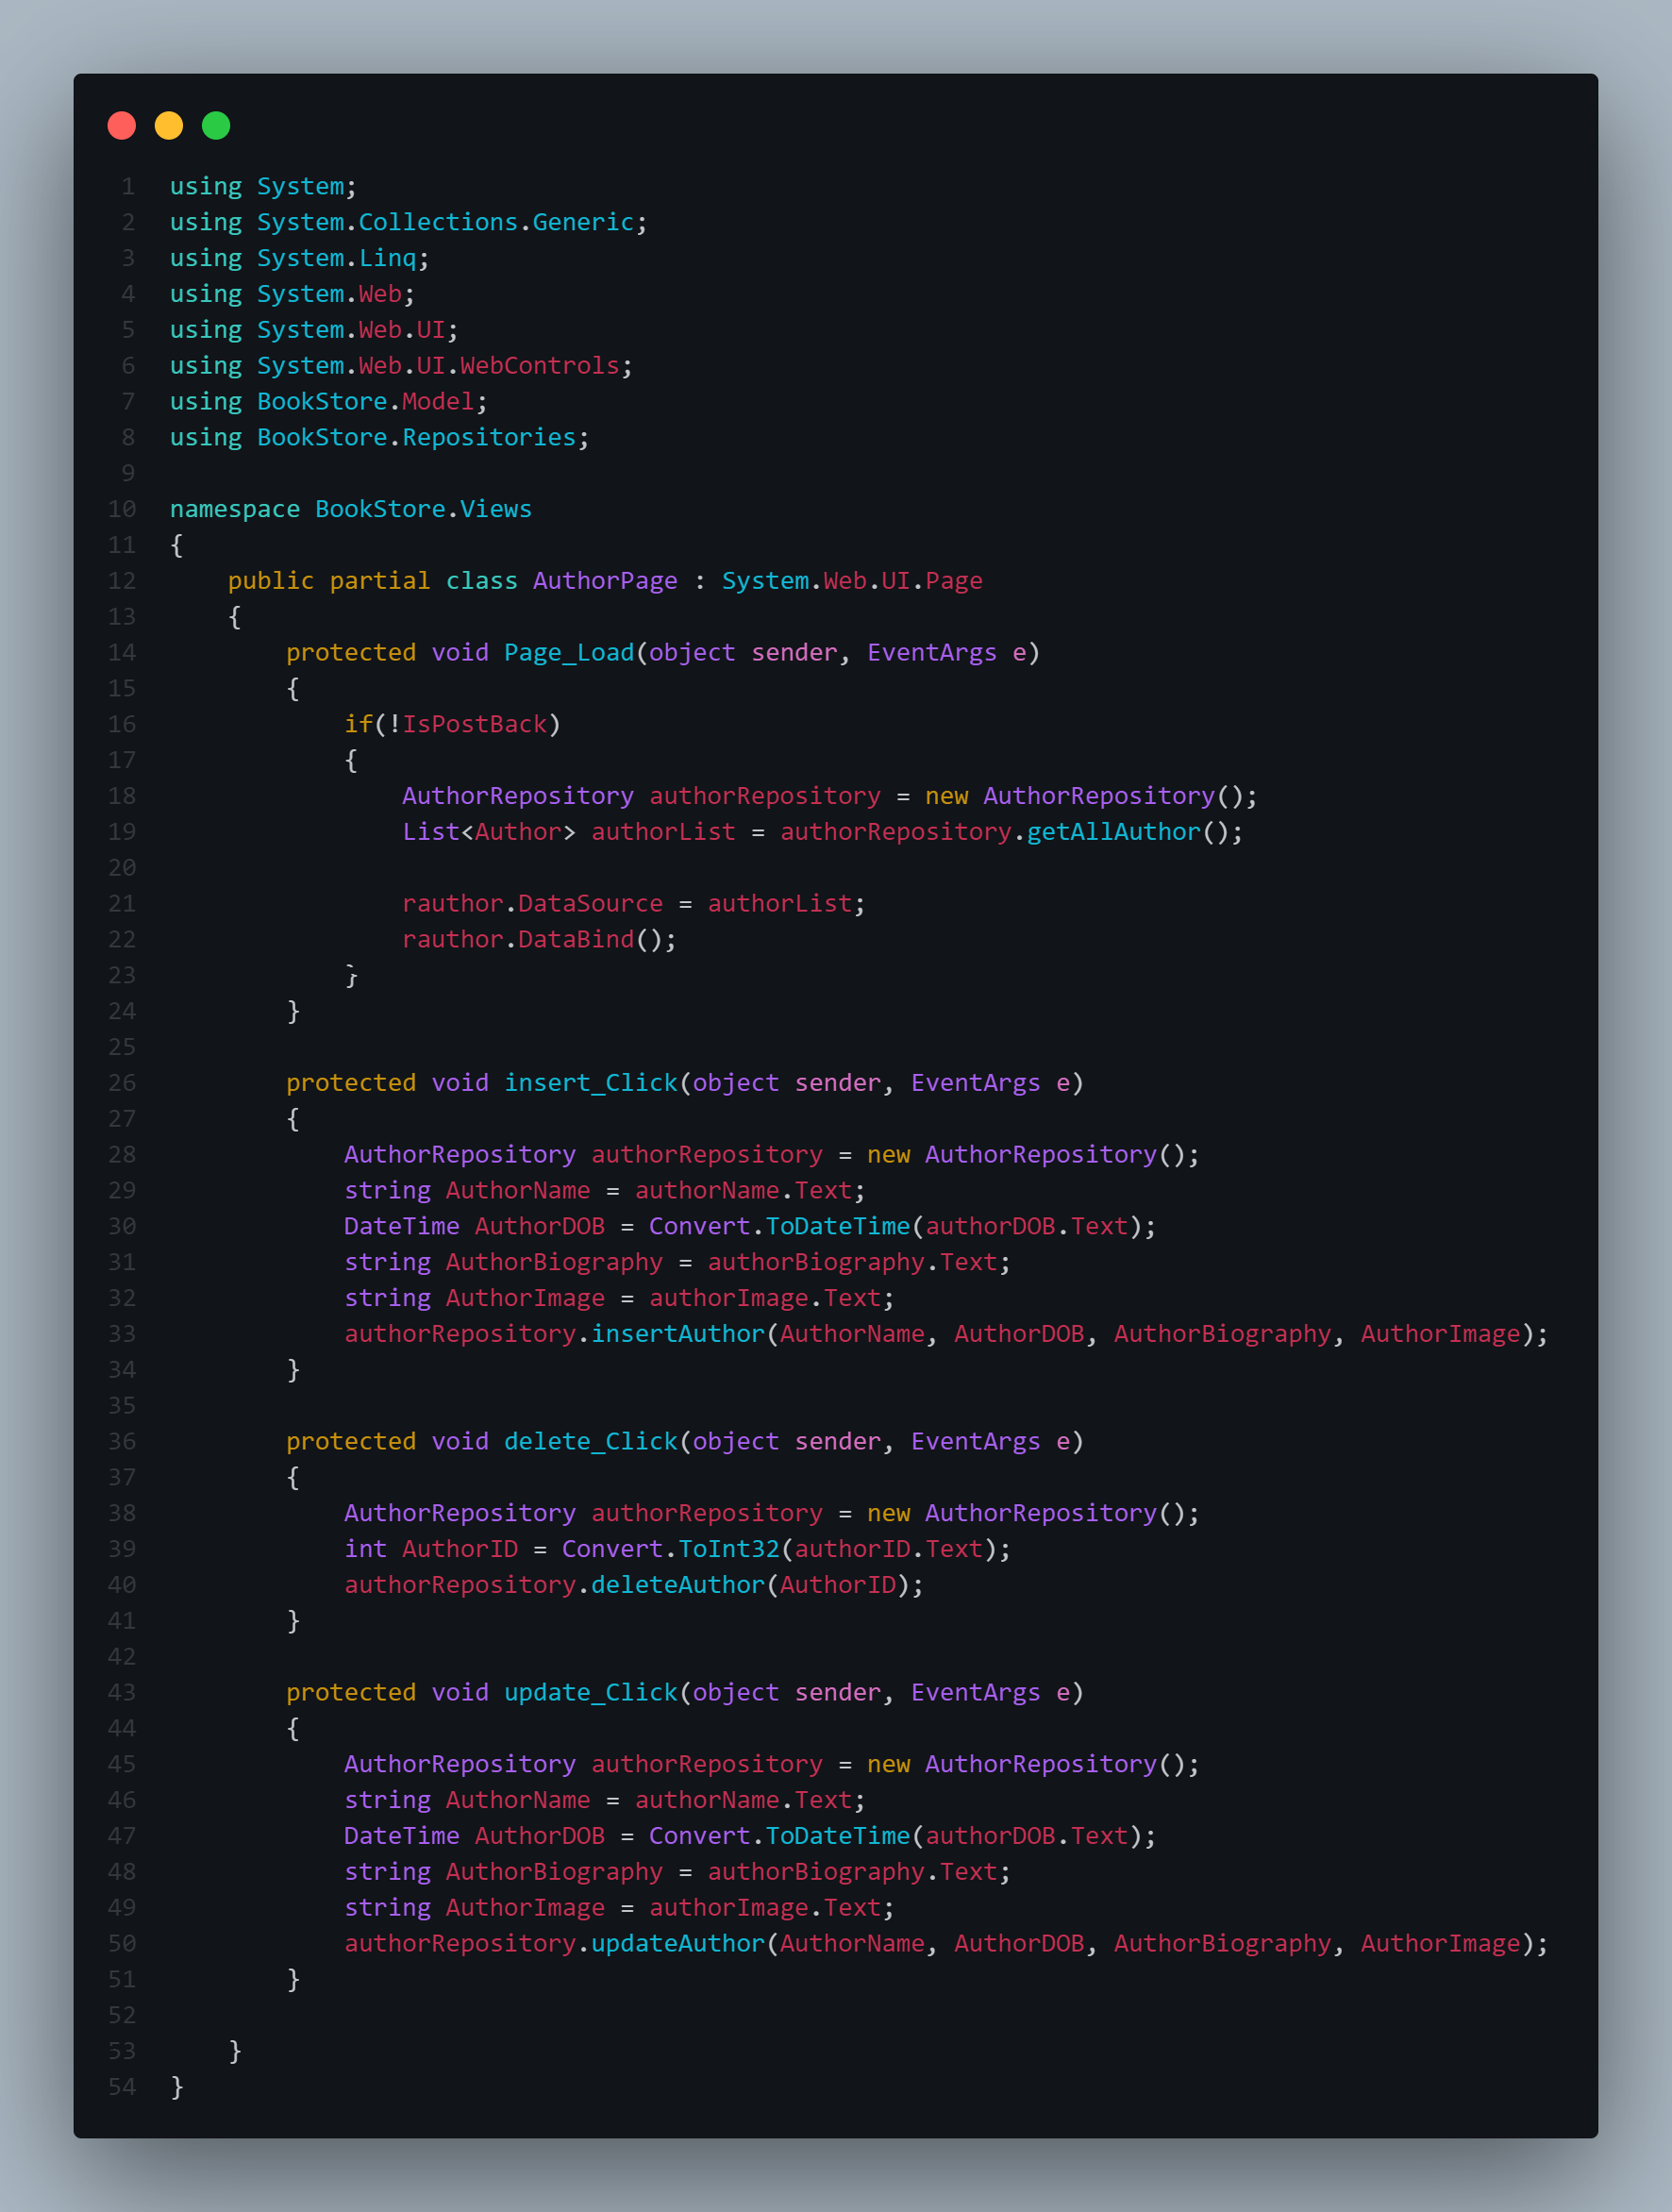 1 using System;
2 using System.Collections.Generic;
3 using System.Linq;
4 using System.Web;
5 using System.Web.UI;
6 using System.Web.UI.WebControls;
7 using BookStore.Model;
8 using BookStore.Repositories;
9
10 namespace BookStore.Views
11 {
12     public partial class AuthorPage : System.Web.UI.Page
13     {
14         protected void Page_Load(object sender, EventArgs e)
15         {
16             if(!IsPostBack)
17             {
18                 AuthorRepository authorRepository = new AuthorRepository();
19                 List<Author> authorList = authorRepository.getAllAuthor();
20
21                 rauthor.DataSource = authorList;
22                 rauthor.DataBind();
23             }
24         }
25
26         protected void insert_Click(object sender, EventArgs e)
27         {
28             AuthorRepository authorRepository = new AuthorRepository();
29             string AuthorName = authorName.Text;
30             DateTime AuthorDOB = Convert.ToDateTime(authorDOB.Text);
31             string AuthorBiography = authorBiography.Text;
32             string AuthorImage = authorImage.Text;
33             authorRepository.insertAuthor(AuthorName, AuthorDOB, AuthorBiography, AuthorImage);
34         }
35
36         protected void delete_Click(object sender, EventArgs e)
37         {
38             AuthorRepository authorRepository = new AuthorRepository();
39             int AuthorID = Convert.ToInt32(authorID.Text);
40             authorRepository.deleteAuthor(AuthorID);
41         }
42
43         protected void update_Click(object sender, EventArgs e)
44         {
45             AuthorRepository authorRepository = new AuthorRepository();
46             string AuthorName = authorName.Text;
47             DateTime AuthorDOB = Convert.ToDateTime(authorDOB.Text);
48             string AuthorBiography = authorBiography.Text;
49             string AuthorImage = authorImage.Text;
50             authorRepository.updateAuthor(AuthorName, AuthorDOB, AuthorBiography, AuthorImage);
51         }
52
53     }
54 }